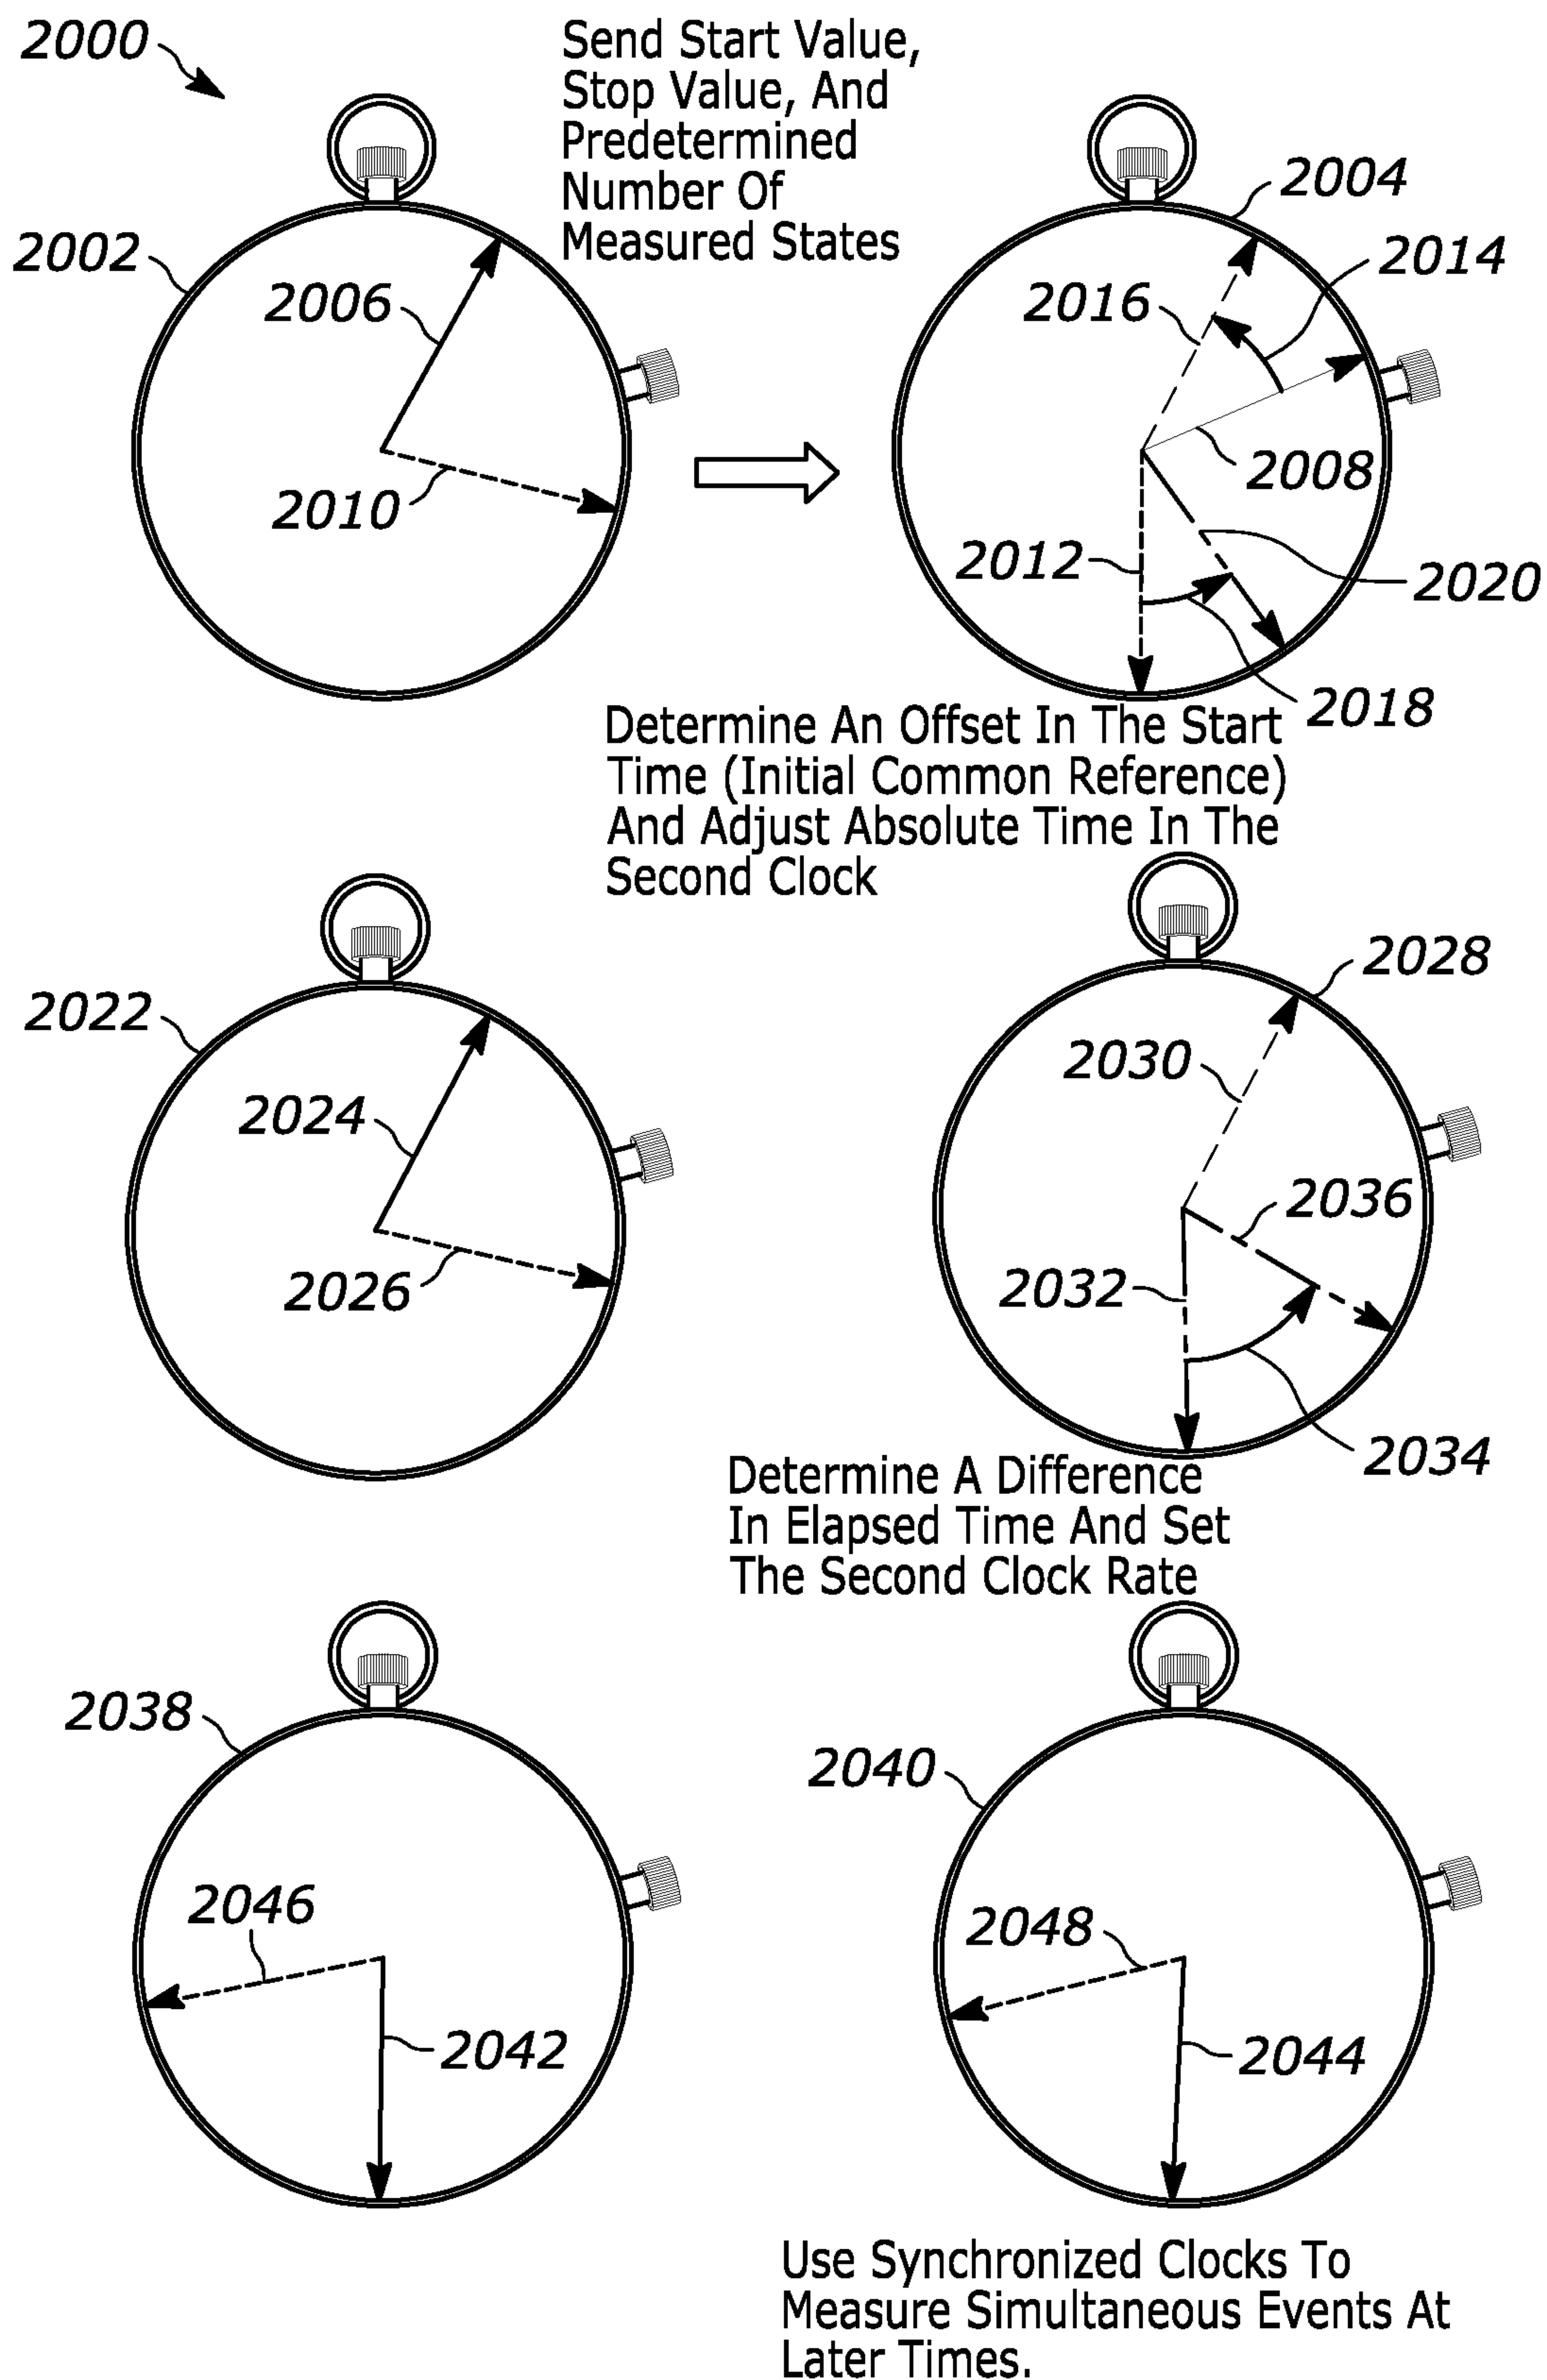 2000
Send Start Value,
Stop Value, And
Predetermined
Number Of
Measured States
2002
2006
2010
2004
2014
2016
2008
2012
2020
2018
Determine An Offset In The Start
Time (Initial Common Reference)
And Adjust Absolute Time In The
Second Clock
2022
2024
2026
2028
2030
2036
2032
2034
Determine A Difference
In Elapsed Time And Set
The Second Clock Rate
2038
2046
2042
2040
2048
2044
Use Synchronized Clocks To
Measure Simultaneous Events At
Later Times.